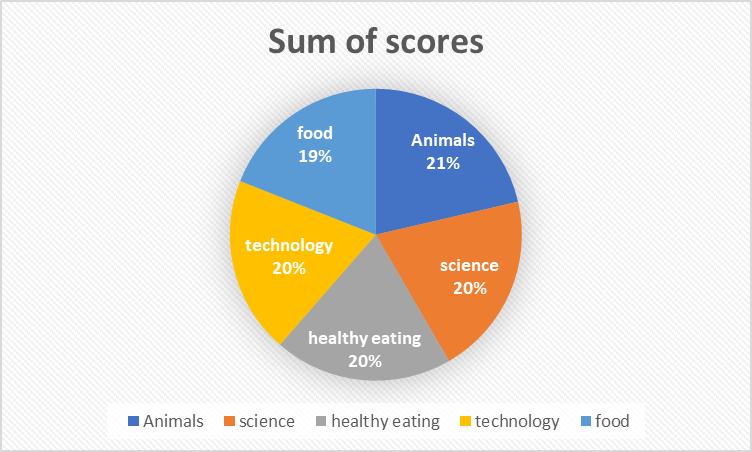 Sum of scores
food
19%
Animals
21%
technology
20%
science
20%
healthy eating
20%
Animals science healthy eating technology food